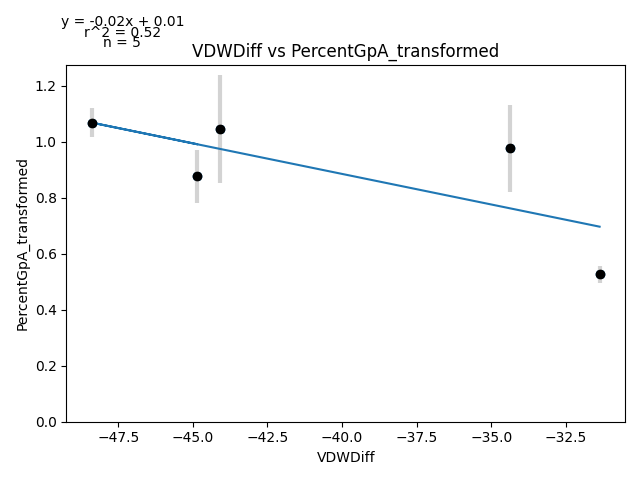 y = -0.02x + 0.01
r^2 = 0.52
n = 5
VDWDiff vs PercentGpA_transformed
PercentGpA_transformed
1.2
1.0
0.8
0.6
0.4
0.2
0.0
−47.5 −45.0 −42.5 −40.0 −37.5 −35.0 −32.5
VDWDiff